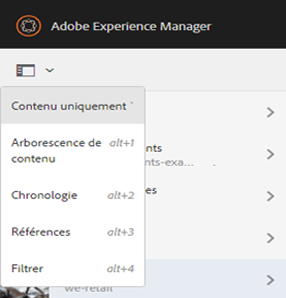 Adobe Experience Manager
Contenu uniquement `
Arborescence de alt+1
contenu
nts
nts-exa...
Chronologie alt+2
es
Références alt+3
Filtrer alt+4
we-retail